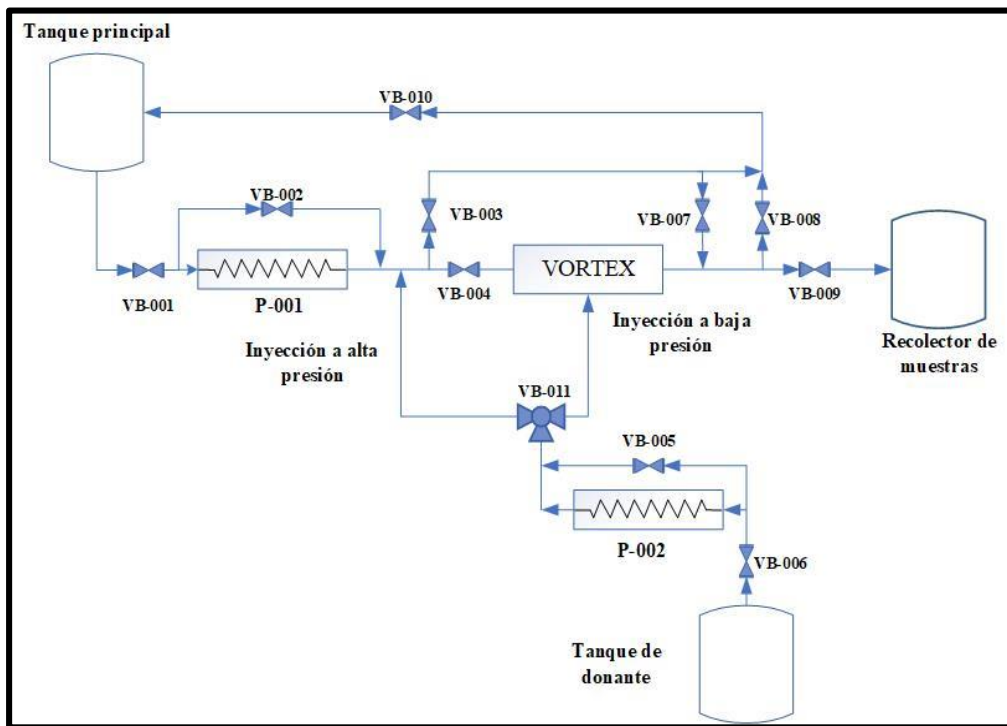 Tanque principal
VB-010
VB-002
VB-003
VB-007
VB-008
VB-001
P-001
VB-004
VORTEX
VB-009
Inyección a alta
presión
Inyección a baja
presión
Recolector de
muestras
VB-011
VB-005
P-002
VB-006
Tanque de
donante